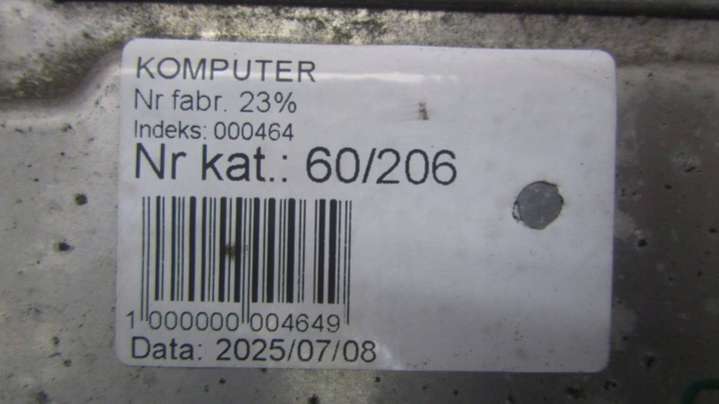 KOMPUTER
Nr fabr. 23%
Indeks: 000464
Nr kat.: 60/206
1 000000 004649
Data: 2025/07/08